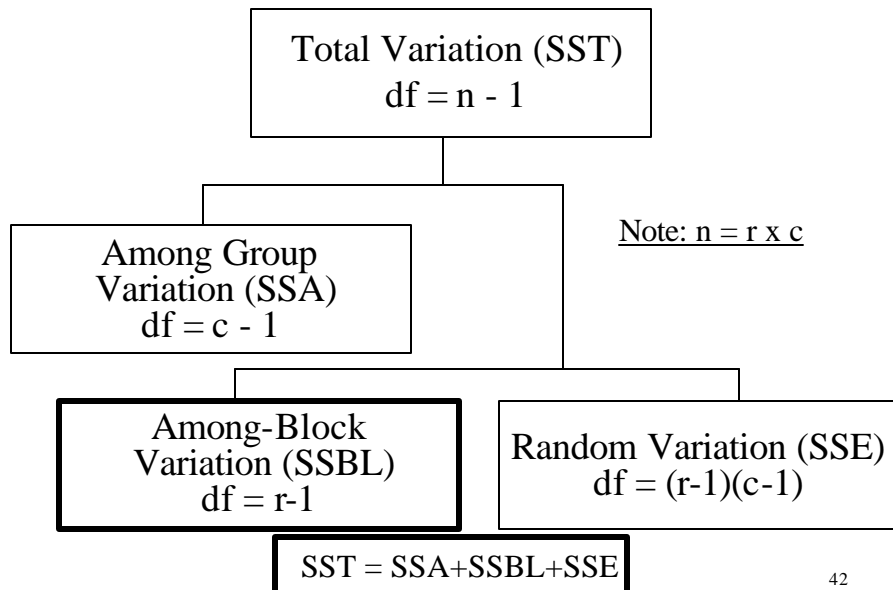 Total Variation (SST)
df = n - 1
Note: n = r x c
Among Group
Variation (SSA)
df = c - 1
Among-Block
Variation (SSBL)
df = r-1
Random Variation (SSE)
df = (r-1)(c-1)
SST = SSA+SSBL+SSE
42